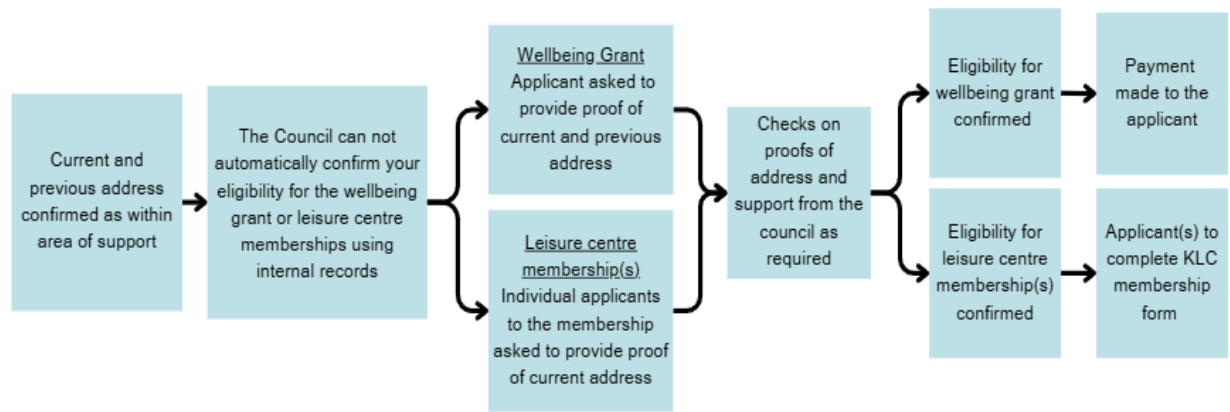 Current and
previous address
confirmed as within
area of support
The Council can not
automatically confirm your
eligibility for the wellbeing
grant or leisure centre
memberships using
internal records
Wellbeing Grant
Applicant asked to
provide proof of
current and previous
address
Leisure centre
membership(s)
Individual applicants
to the membership
asked to provide proof
of current address
Checks on
proofs of
address and
support from the
council as
required
Eligibility for
wellbeing grant
confirmed
Payment
made to the
applicant
Eligibility for
leisure centre
membership(s)
confirmed
Applicant(s) to
complete KLC
membership
form